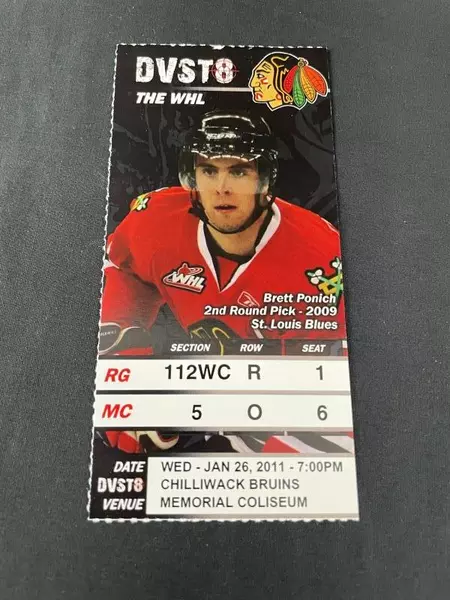 DVST8
THE WHL
WHL
Brett Ponich
2nd Round Pick - 2009
St. Louis Blues
SECTION ROW SEAT
RG 112WC R 1
MC 5 O 6
DATE WED - JAN 26, 2011 - 7:00PM
DVST8 CHILLIWACK BRUINS
VENUE MEMORIAL COLISEUM